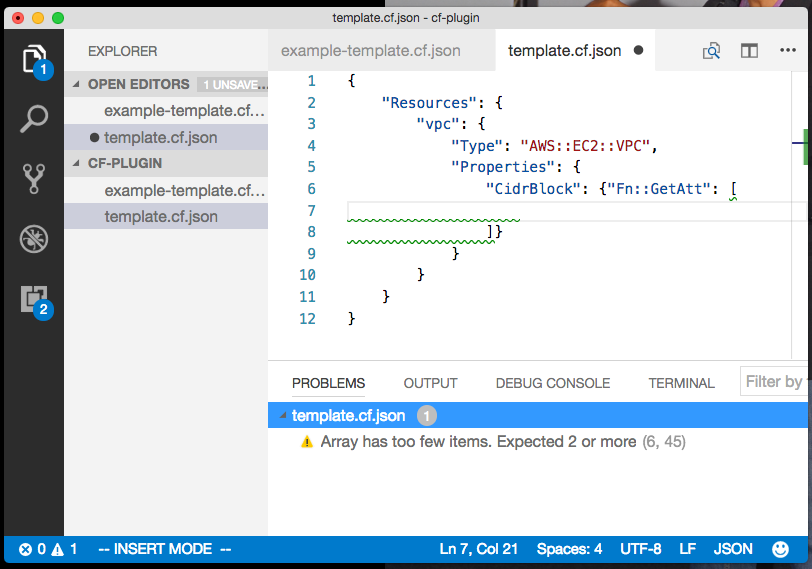 template.cf.json - cf-plugin
1
2
EXPLORER
OPEN EDITORS 1 UNSAVE...
example-template.cf...
template.cf.json
CF-PLUGIN
example-template.cf...
template.cf.json
example-template.cf.json template.cf.json
1 {
2 "Resources": {
3 "vpc": {
4 "Type": "AWS::EC2::VPC",
5 "Properties": {
6 "CidrBlock": {"Fn::GetAtt": [
7
8 ]}
9 }
10 }
11 }
12 }
PROBLEMS OUTPUT DEBUG CONSOLE TERMINAL Filter by
template.cf.json 1
Array has too few items. Expected 2 or more (6, 45)
0 1 -- INSERT MODE -- Ln 7, Col 21 Spaces: 4 UTF-8 LF JSON